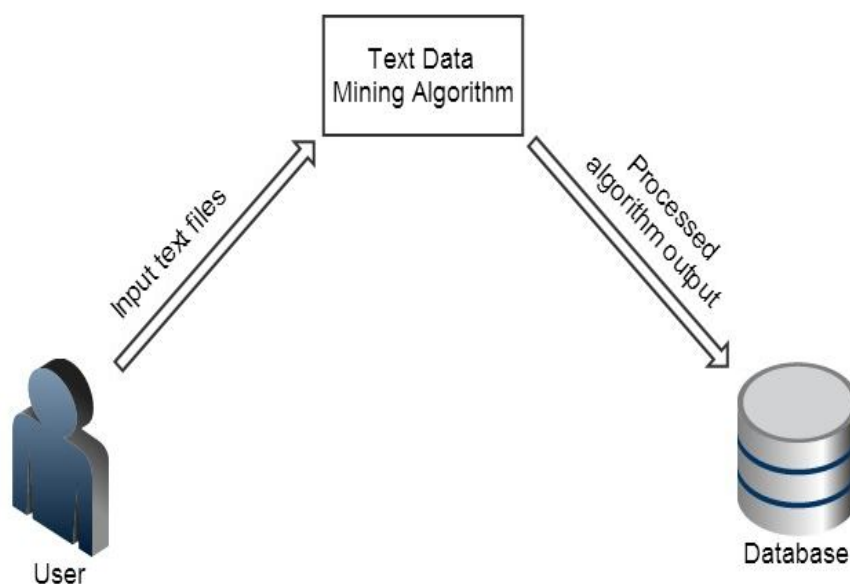 Text Data
Mining Algorithm
Input text files
Processed
algorithm output
User
Database